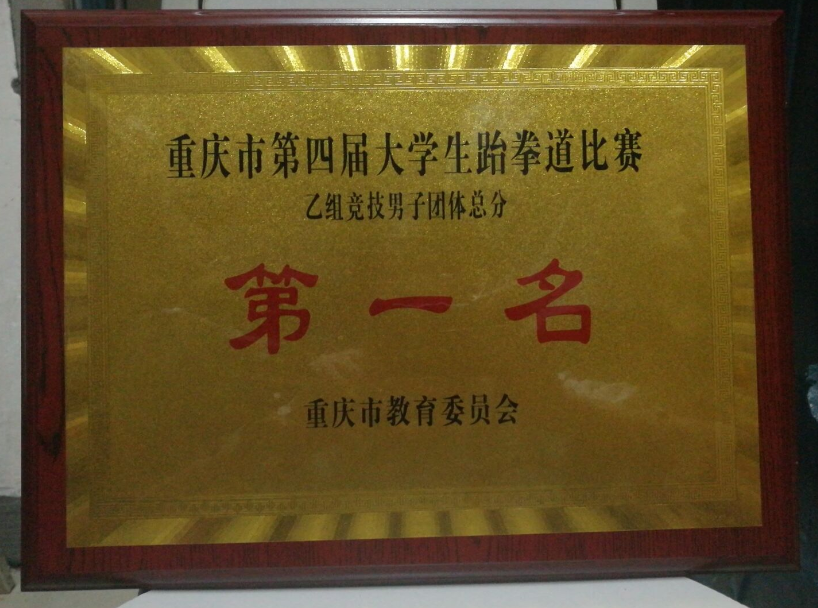 重庆市第四届大学生跆拳道比赛
乙组竞技男子团体总分
第一名
重庆市教育委员会